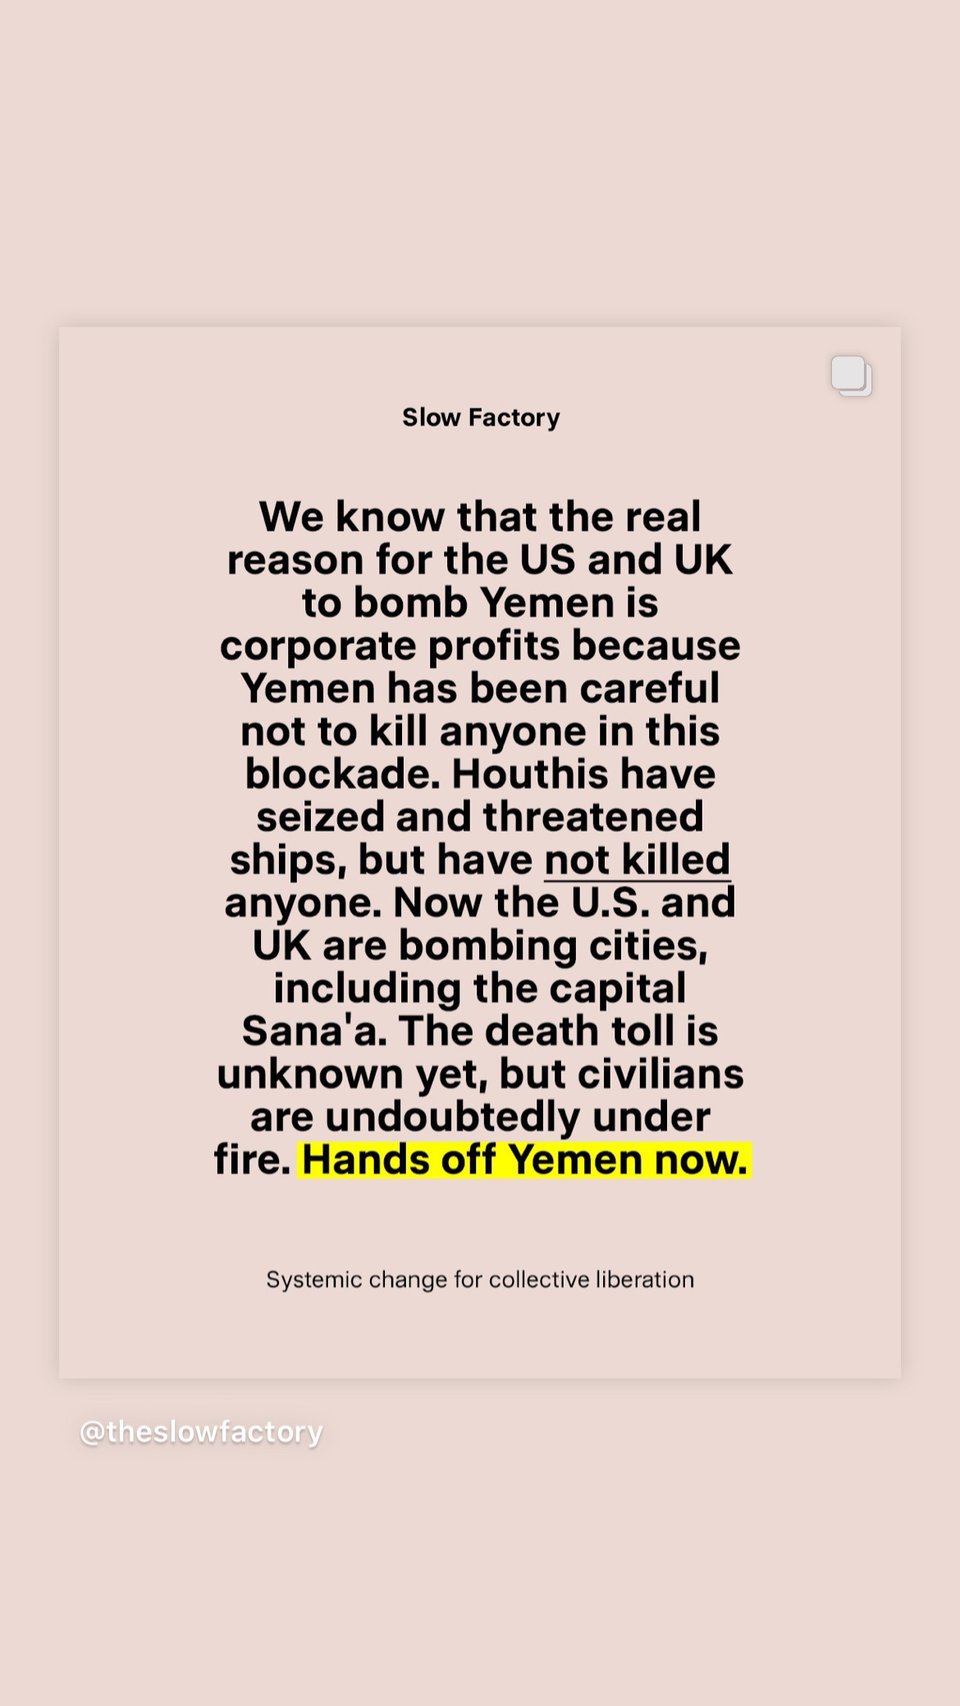 Slow Factory
We know that the real
reason for the US and UK
to bomb Yemen is
corporate profits because
Yemen has been careful
not to kill anyone in this
blockade. Houthis have
seized and threatened
ships, but have not killed
anyone. Now the U.S. and
UK are bombing cities,
including the capital
Sana'a. The death toll is
unknown yet, but civilians
are undoubtedly under
fire. Hands off Yemen now.
Systemic change for collective liberation
@theslowfactory